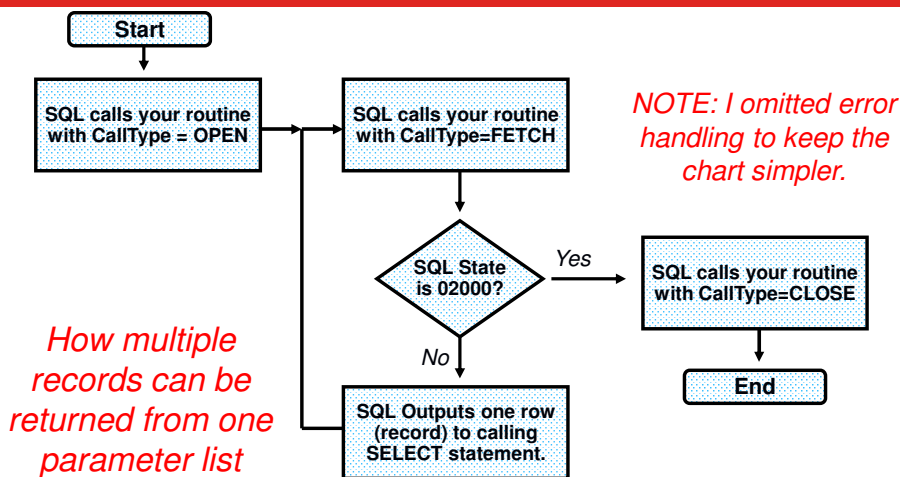 Start
SQL calls your routine
with CallType = OPEN
SQL calls your routine
with CallType=FETCH
NOTE: I omitted error
handling to keep the
chart simpler.
SQL State
is 02000?
Yes
SQL calls your routine
with CallType=CLOSE
No
End
How multiple
records can be
returned from one
parameter list
SQL Outputs one row
(record) to calling
SELECT statement.